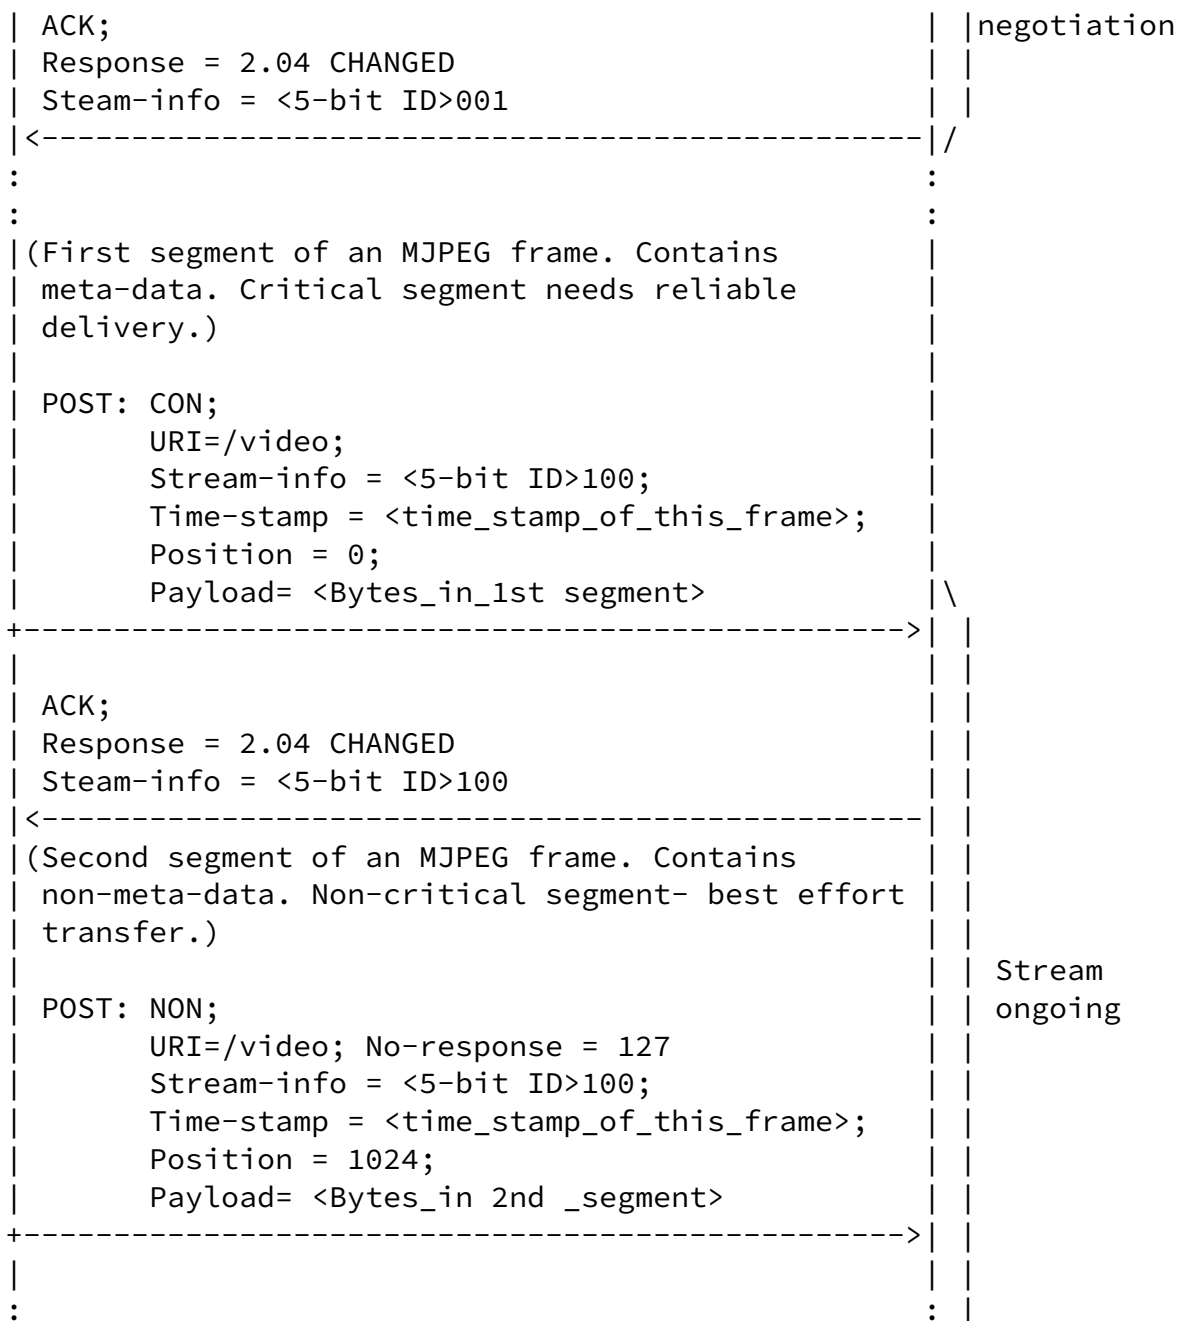 | ACK;                                              | |negotiation
| Response = 2.04 CHANGED                           | |
| Steam-info = <5-bit ID>001                        | |
|<-------------------------------------------------|/
:                                                   :
:                                                   :
|(First segment of an MJPEG frame. Contains         |
| meta-data. Critical segment needs reliable        |
| delivery.)                                        |
|                                                   |
| POST: CON;                                        |
|       URI=/video;                                 |
|       Stream-info = <5-bit ID>100;                |
|       Time-stamp = <time_stamp_of_this_frame>;    |
|       Position = 0;                               |
|       Payload= <Bytes_in_1st segment>             |\
+-------------------------------------------------->| |
|                                                   | |
| ACK;                                              | |
| Response = 2.04 CHANGED                           | |
| Steam-info = <5-bit ID>100                        | |
|<-------------------------------------------------| |
|(Second segment of an MJPEG frame. Contains        | |
| non-meta-data. Non-critical segment- best effort  | |
| transfer.)                                        | |
|                                                   | | Stream
| POST: NON;                                        | | ongoing
|       URI=/video; No-response = 127               | |
|       Stream-info = <5-bit ID>100;                | |
|       Time-stamp = <time_stamp_of_this_frame>;    | |
|       Position = 1024;                            | |
|       Payload= <Bytes_in 2nd _segment>            | |
+-------------------------------------------------->| |
|                                                   | |
:                                                   : |